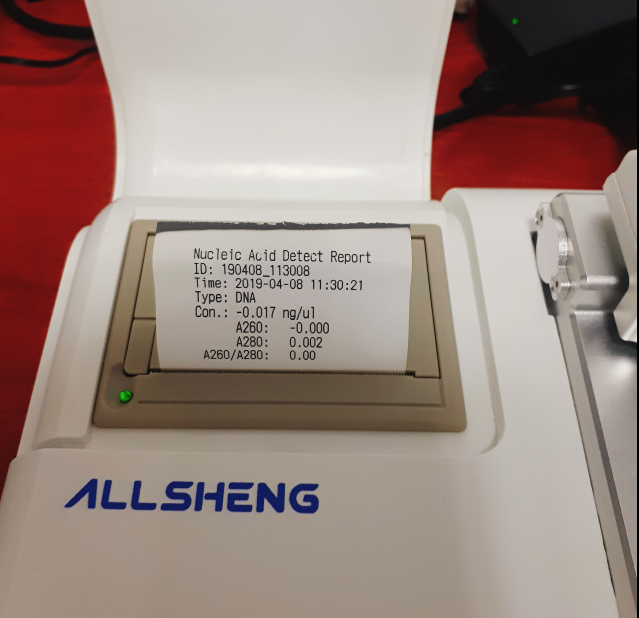 Nucleic Acid Detect Report
ID: 190408_113008
Time: 2019-04-08 11:30:21
Type: DNA
Con.: -0.017 ng/ul
A260: -0.000
A280: 0.002
A260/A280: 0.00
ALLSHENG